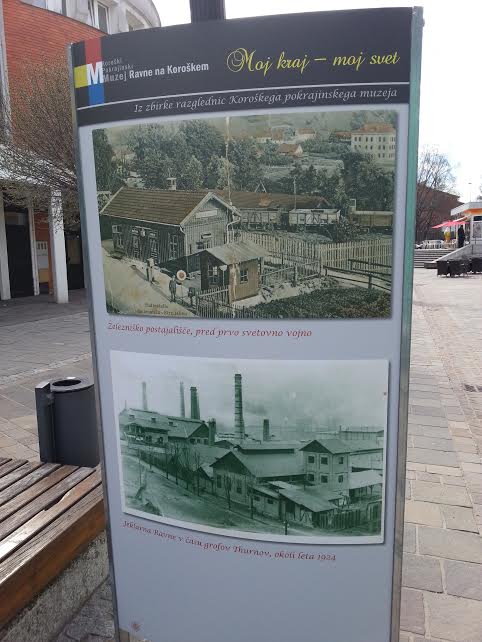 Koroški
Pokrajinski
Muzej Ravne na Koroškem
Moj kraj – moj svet
Iz zbirke razglednic Koroškega pokrajinskega muzeja
Železniško postajališče, pred prvo svetovno vojno
Jeklarna Ravne v času grofov Thurnov, okoli leta 1924